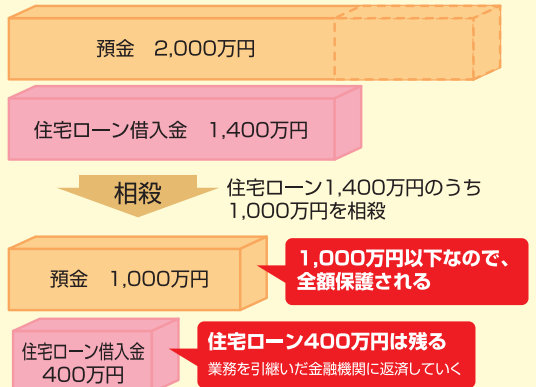 預金　2,000万円
住宅ローン借入金　1,400万円
相殺
住宅ローン1,400万円のうち
1,000万円を相殺
預金　1,000万円
1,000万円以下なので、
全額保護される
住宅ローン借入金
400万円
住宅ローン400万円は残る
業務を引継いだ金融機関に返済していく